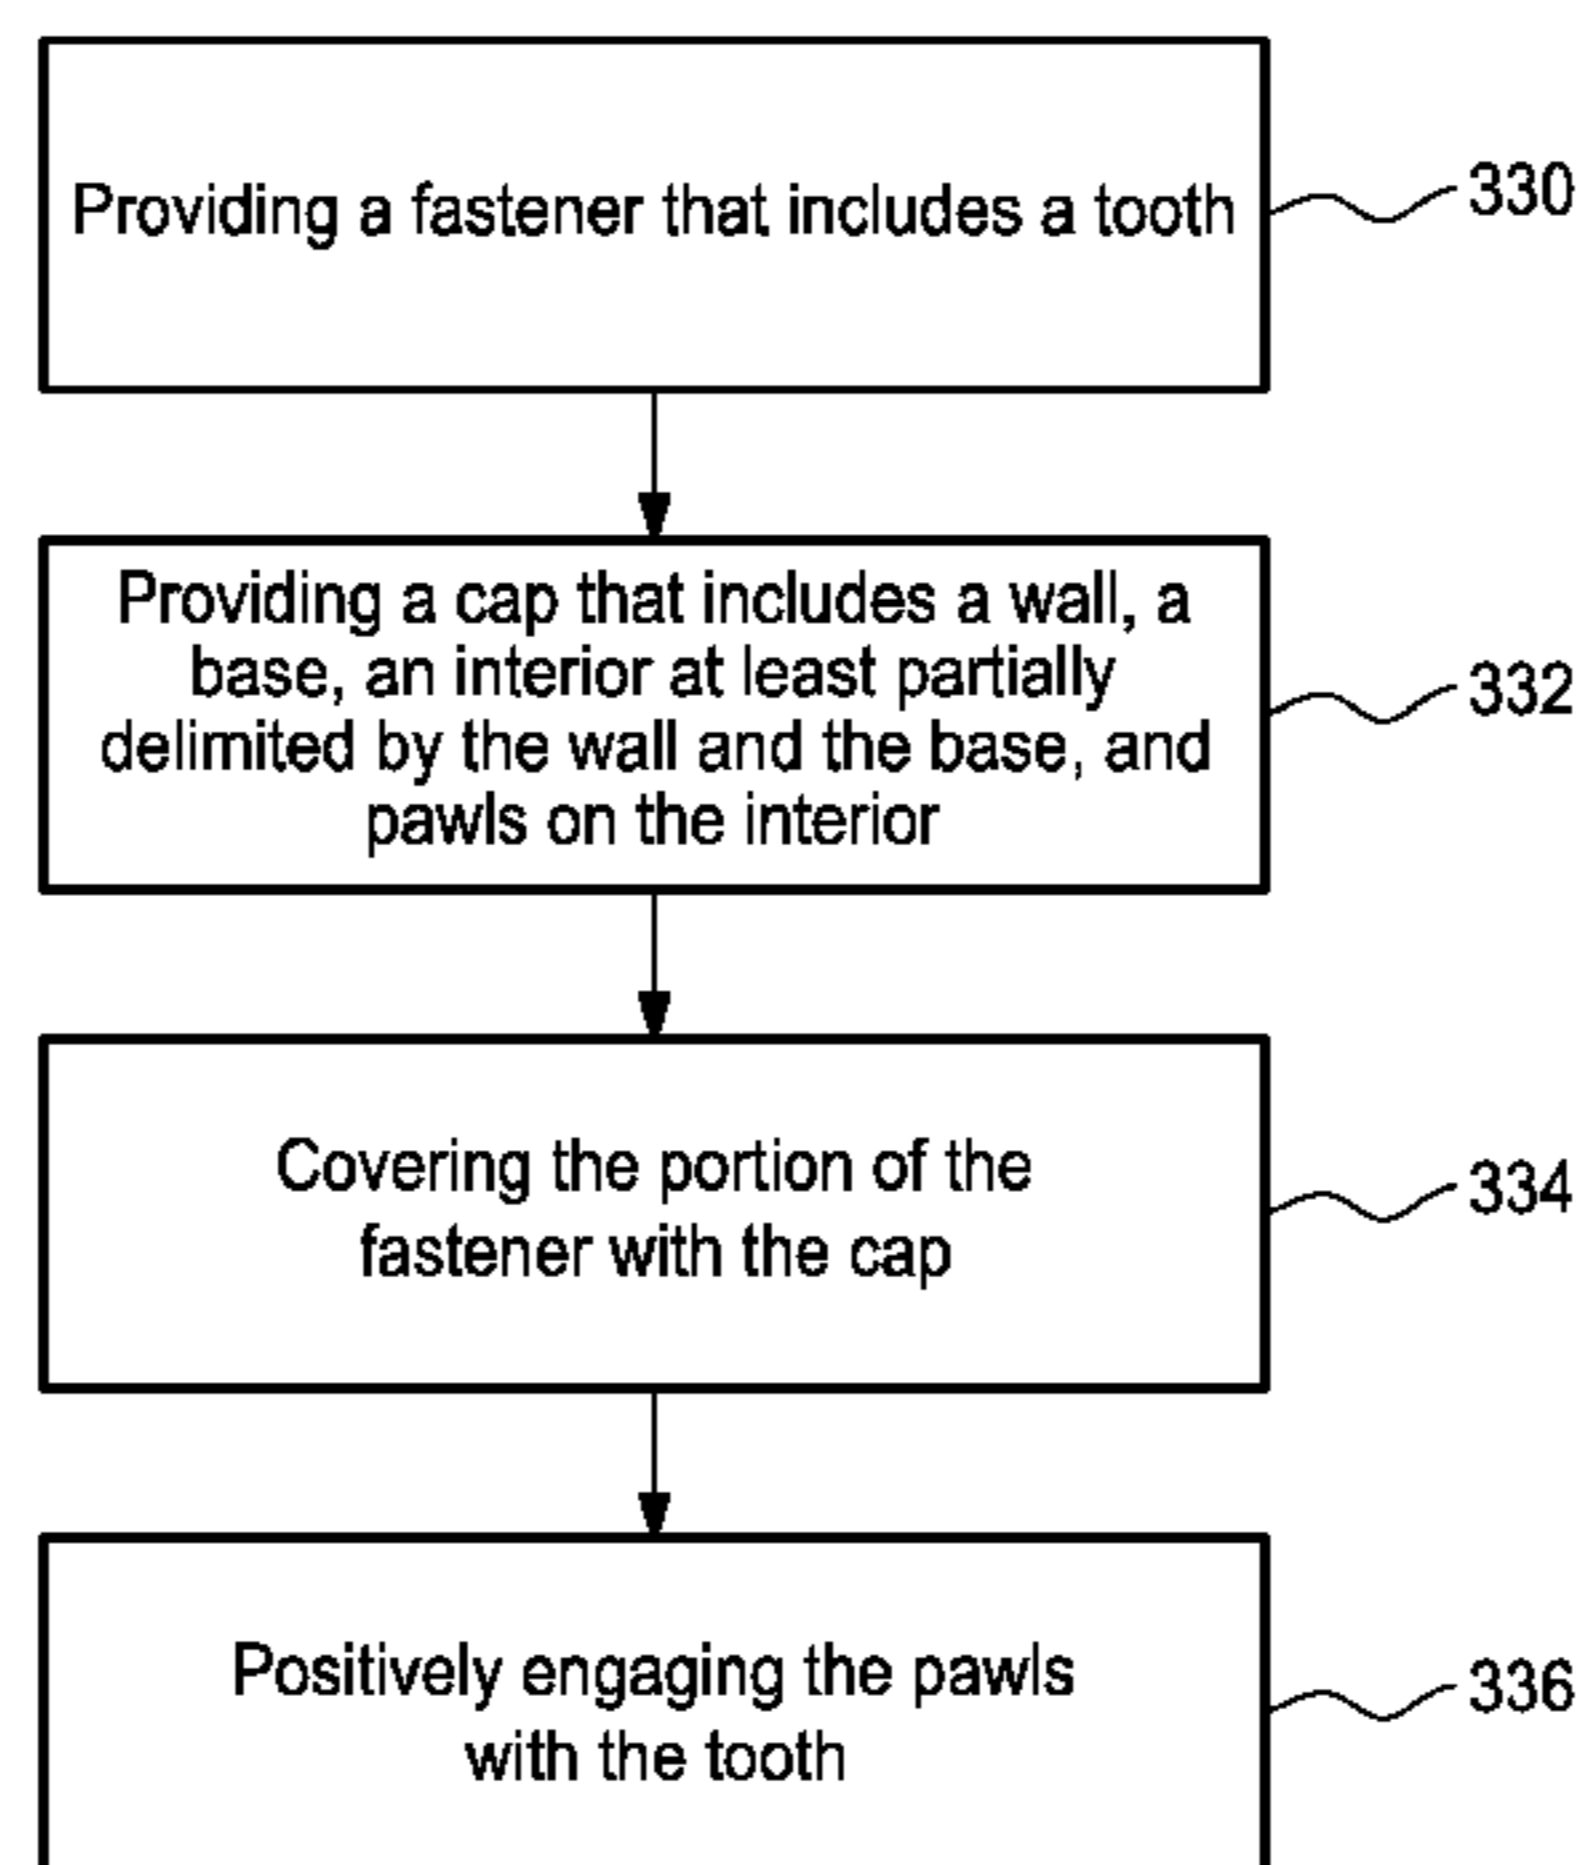 Providing a fastener that includes a tooth
330
Providing a cap that includes a wall, a
base, an interior at least partially
delimited by the wall and the base, and
pawls on the interior
332
Covering the portion of the
fastener with the cap
334
Positively engaging the pawls
with the tooth
336